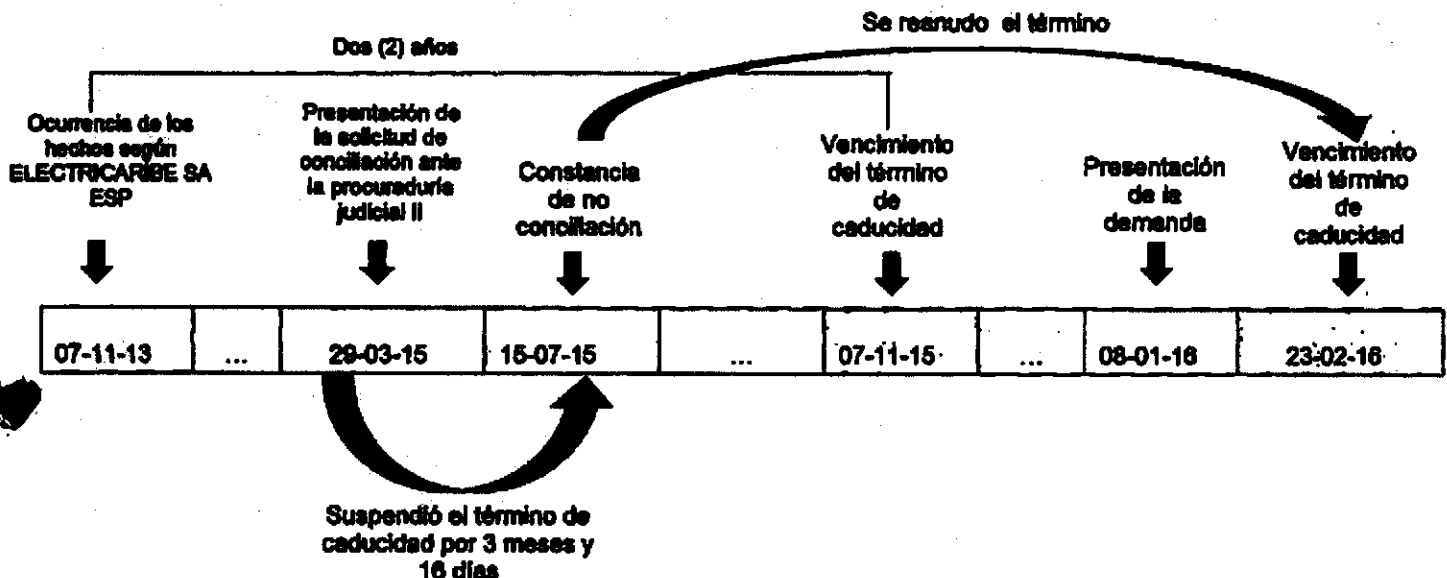 Se reanudo el término
Dos (2) años
Ocurrencia de los
hechos según
ELECTRICARIBE SA
ESP
Presentación de
la solicitud de
conciliación ante
la procuraduría
judicial II
Constancia
de no
conciliación
Vencimiento
del término
de
caducidad
Presentación
de la
demanda
Vencimiento
del término
de
caducidad
07-11-13 ... 29-03-15 15-07-15 ... 07-11-15 ... 08-01-16 23-02-16
Suspendió el término de
caducidad por 3 meses y
16 días